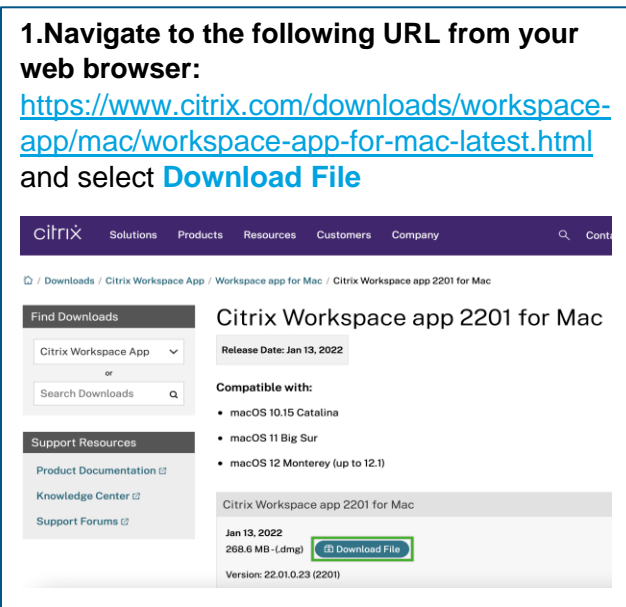 1.Navigate to the following URL from your
web browser:
https://www.citrix.com/downloads/workspace-
app/mac/workspace-app-for-mac-latest.html
and select Download File
citrix Solutions Products Resources Customers Company Conta
/ Downloads / Citrix Workspace App / Workspace app for Mac / Citrix Workspace app 2201 for Mac
Find Downloads
Citrix Workspace App
or
Search Downloads
Support Resources
Product Documentation
Knowledge Center
Support Forums
Citrix Workspace app 2201 for Mac
Release Date: Jan 13, 2022
Compatible with:
• macOS 10.15 Catalina
• macOS 11 Big Sur
• macOS 12 Monterey (up to 12.1)
Citrix Workspace app 2201 for Mac
Jan 13, 2022
268.6 MB - (.dmg) Download File
Version: 22.01.0.23 (2201)